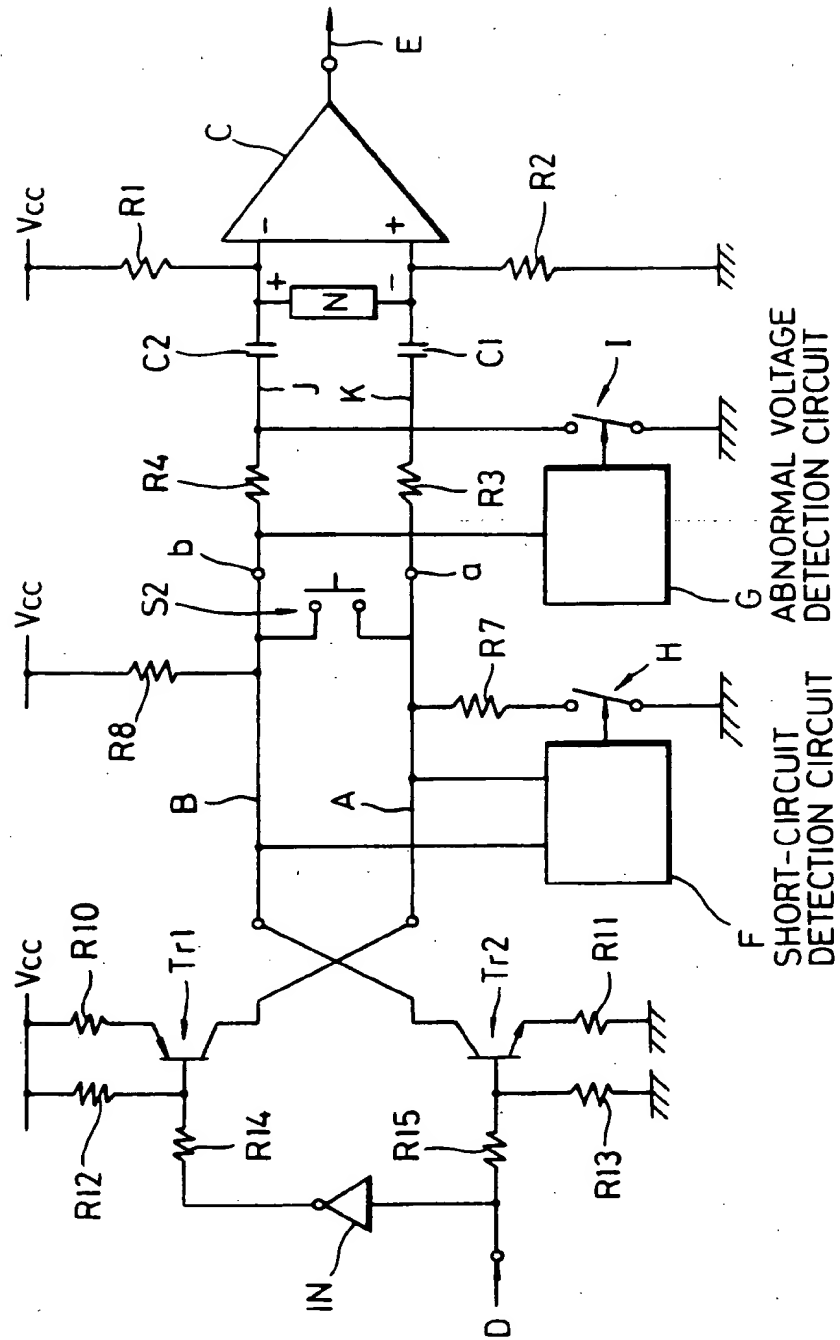 Vcc
R10
R12
Tr1
R14
IN
D
R15
Tr2
R13
R11
Vcc
R8
B
A
S2
b
a
R7
H
F
SHORT-CIRCUIT
DETECTION CIRCUIT
R4
R3
J
K
C2
C1
I
G
ABNORMAL VOLTAGE
DETECTION CIRCUIT
Vcc
R1
+
N
-
-
+
C
R2
E